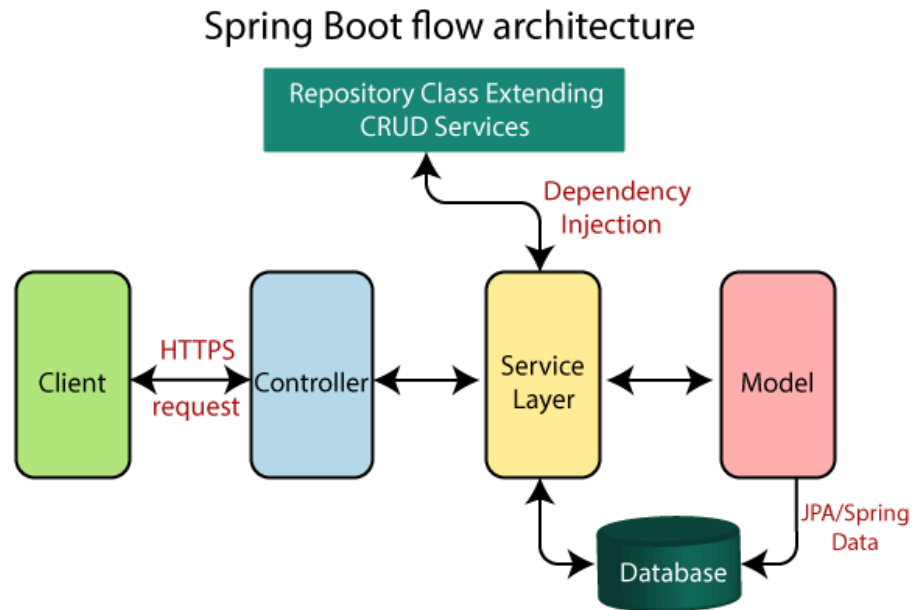 Spring Boot flow architecture
Repository Class Extending
CRUD Services
Dependency
Injection
Client
HTTPS
request
Controller
Service
Layer
Model
JPA/Spring
Data
Database